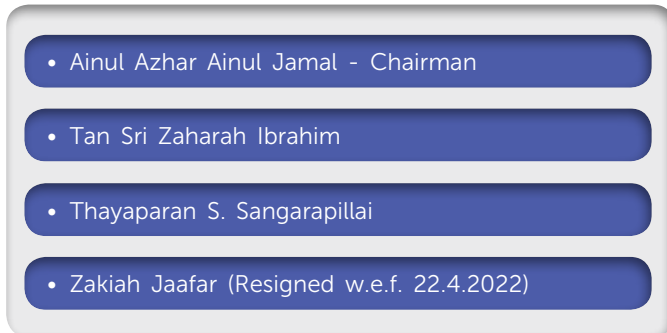 • Ainul Azhar Ainul Jamal - Chairman
• Tan Sri Zaharah Ibrahim
• Thayaparan S. Sangarapillai
• Zakiah Jaafar (Resigned w.e.f. 22.4.2022)